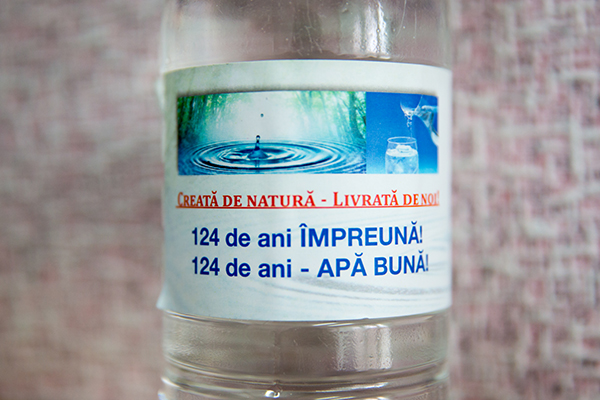 CREATĂ DE NATURĂ - LIVRATĂ DE NOI!
124 de ani ÎMPREUNĂ!
124 de ani - APĂ BUNĂ!